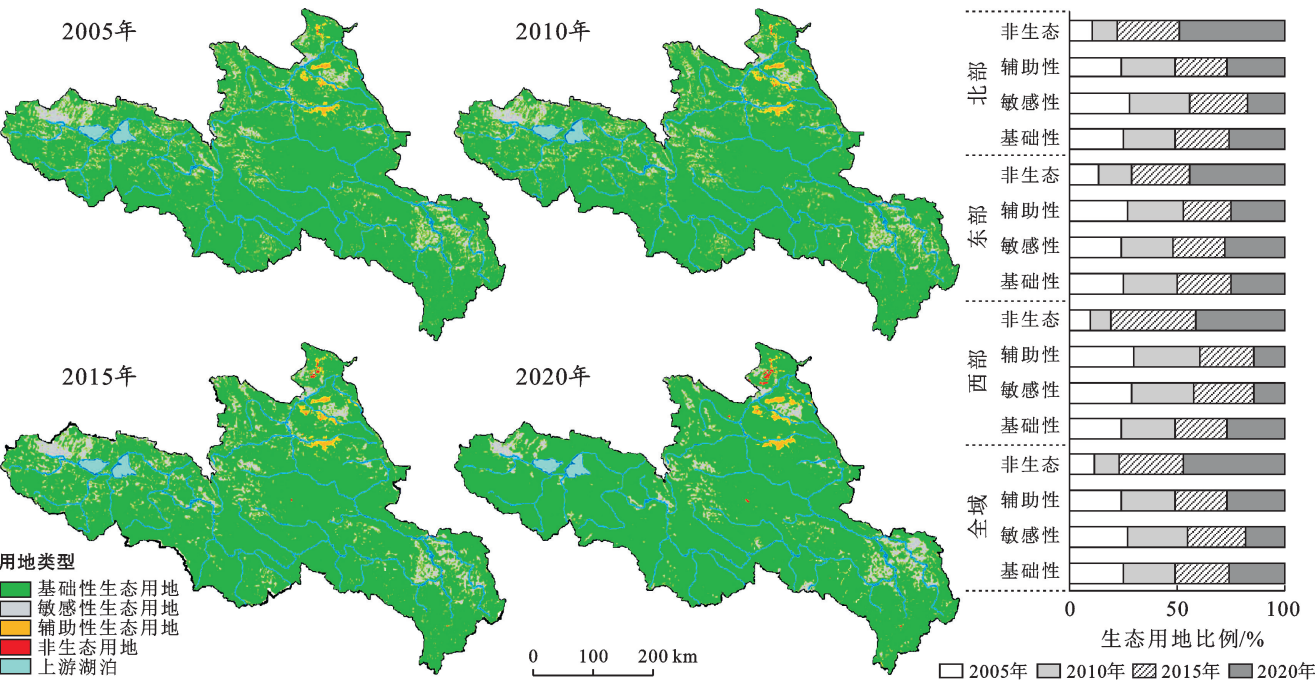 2005年
2010年
2015年
2020年
用地类型
基础性生态用地
敏感性生态用地
辅助性生态用地
非生态用地
上游湖泊
0 100 200 km
北部
非生态
辅助性
敏感性
基础性
东部
非生态
辅助性
敏感性
基础性
西部
非生态
辅助性
敏感性
基础性
全域
非生态
辅助性
敏感性
基础性
0 50 100
生态用地比例/%
2005年 2010年 2015年 2020年